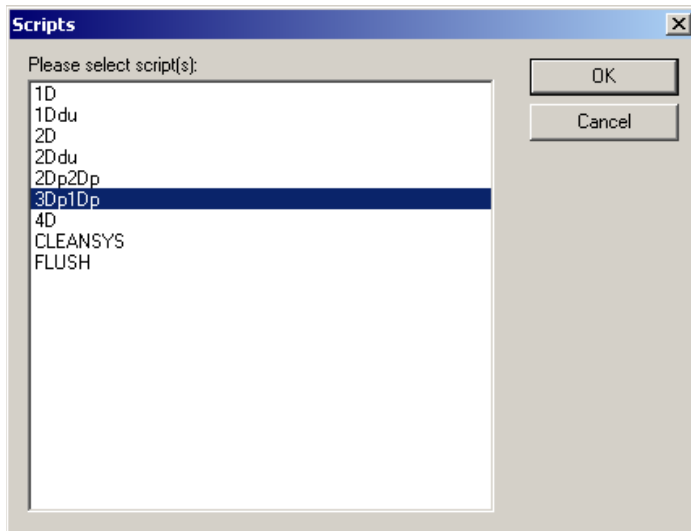 Scripts
Please select script(s):
OK
Cancel
1D
1Ddu
2D
2Ddu
2Dp2Dp
3Dp1Dp
4D
CLEANSYS
FLUSH